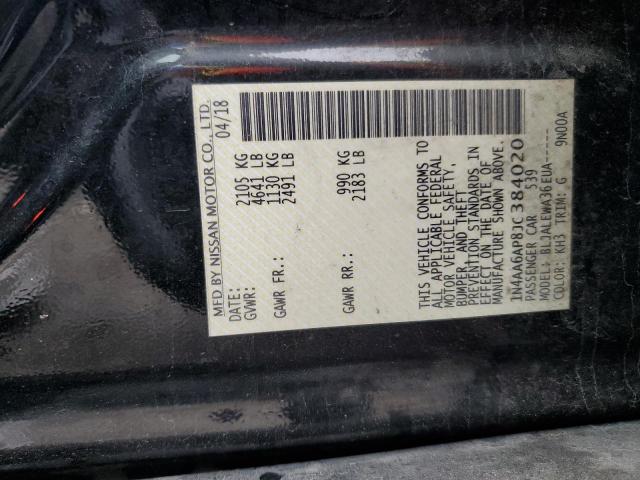 MFD BY NISSAN MOTOR CO., LTD.
DATE: 04/18
GVWR: 2105 KG
4641 LB
GAWR FR.: 1130 KG
2491 LB
GAWR RR.: 990 KG
2183 LB
THIS VEHICLE CONFORMS TO
ALL APPLICABLE FEDERAL
MOTOR VEHICLE SAFETY,
BUMPER, AND THEFT
PREVENTION STANDARDS IN
EFFECT ON THE DATE OF
MANUFACTURE SHOWN ABOVE.
1N4AA6AP8JC384020
PASSENGER CAR 539
MODEL: BLJALEWA36EUA------
COLOR: KH3 TRIM: G 9N00A